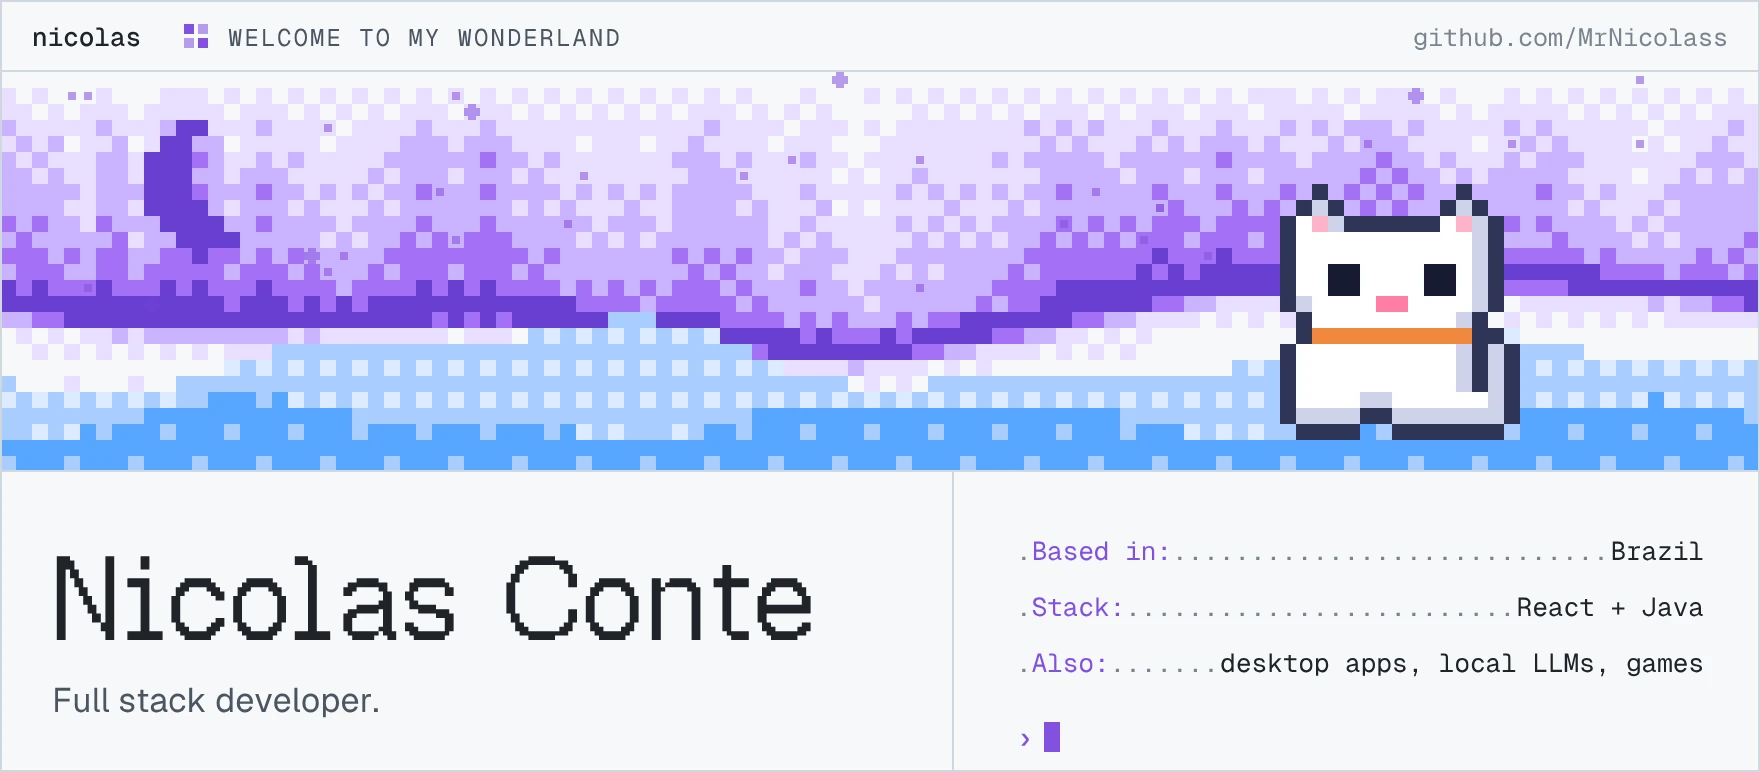 nicolas
WELCOME TO MY WONDERLAND
github.com/MrNicolass
Nicolas Conte
Full stack developer.
.Based in:............................Brazil
.Stack:.........................React + Java
.Also:.......desktop apps, local LLMs, games
›